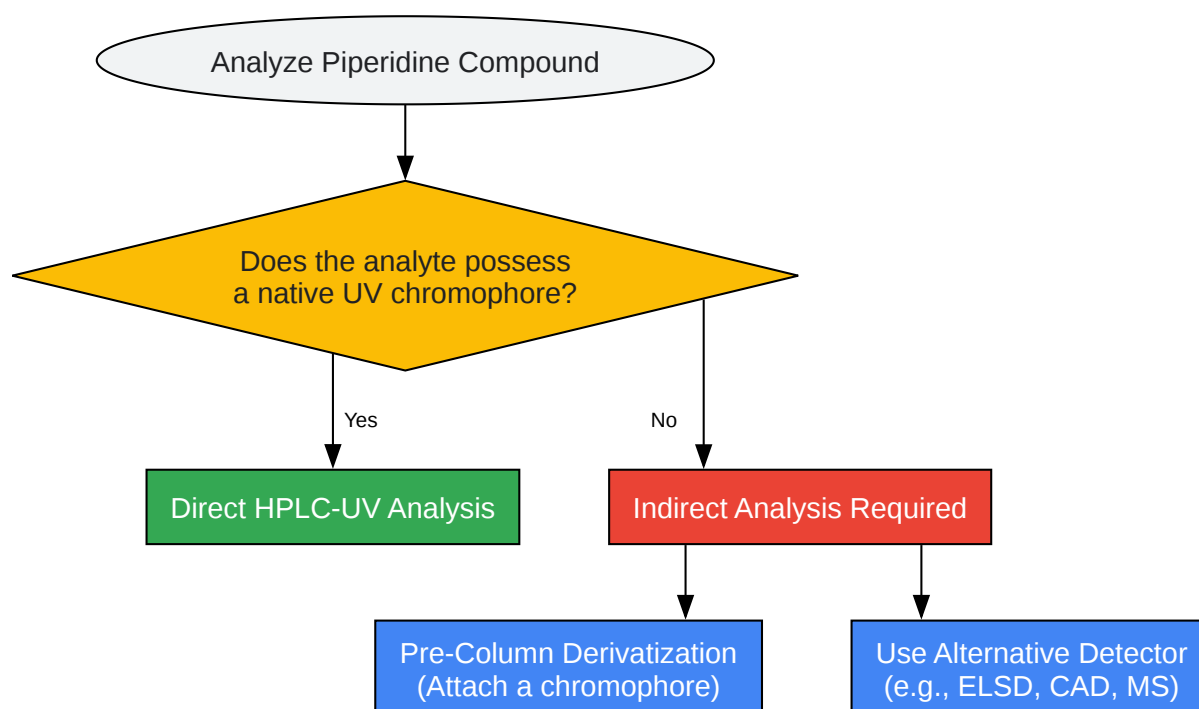 Analyze Piperidine Compound
Does the analyte possess
a native UV chromophore?
Yes
No
Direct HPLC-UV Analysis
Indirect Analysis Required
Pre-Column Derivatization
(Attach a chromophore)
Use Alternative Detector
(e.g., ELSD, CAD, MS)